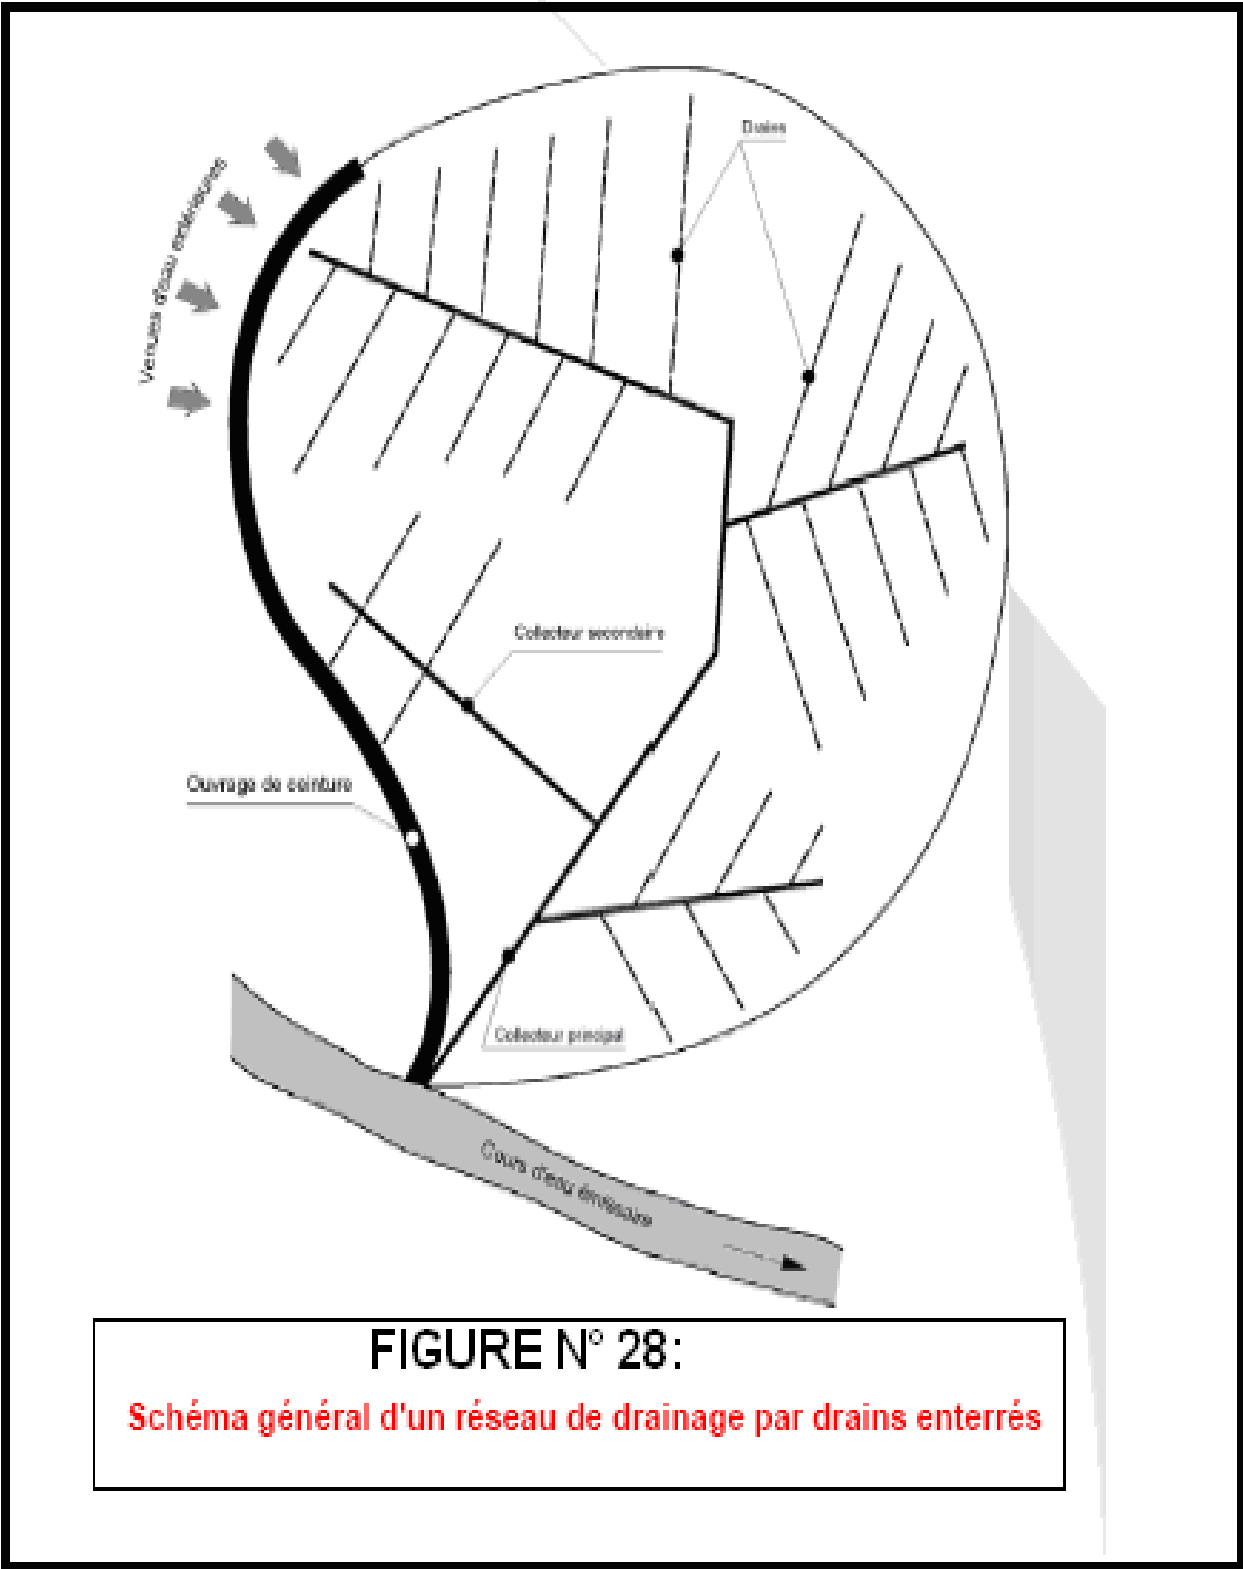 Drains
Venues d'eau extérieures
Collecteur secondaire
Ouvrage de ceinture
Collecteur principal
Cours d'eau émissaire
FIGURE N° 28:
Schéma général d'un réseau de drainage par drains enterrés